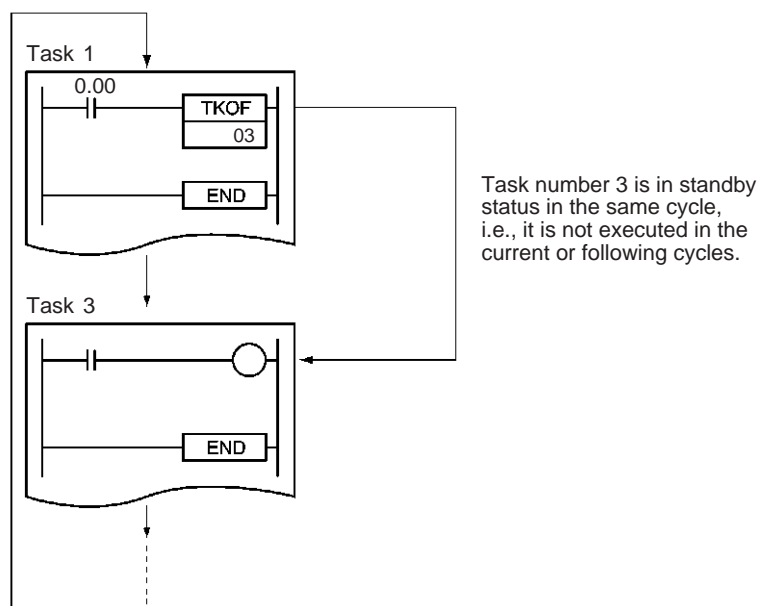 Task 1
0.00
TKOF
03
END
Task number 3 is in standby
status in the same cycle,
i.e., it is not executed in the
current or following cycles.
Task 3
END